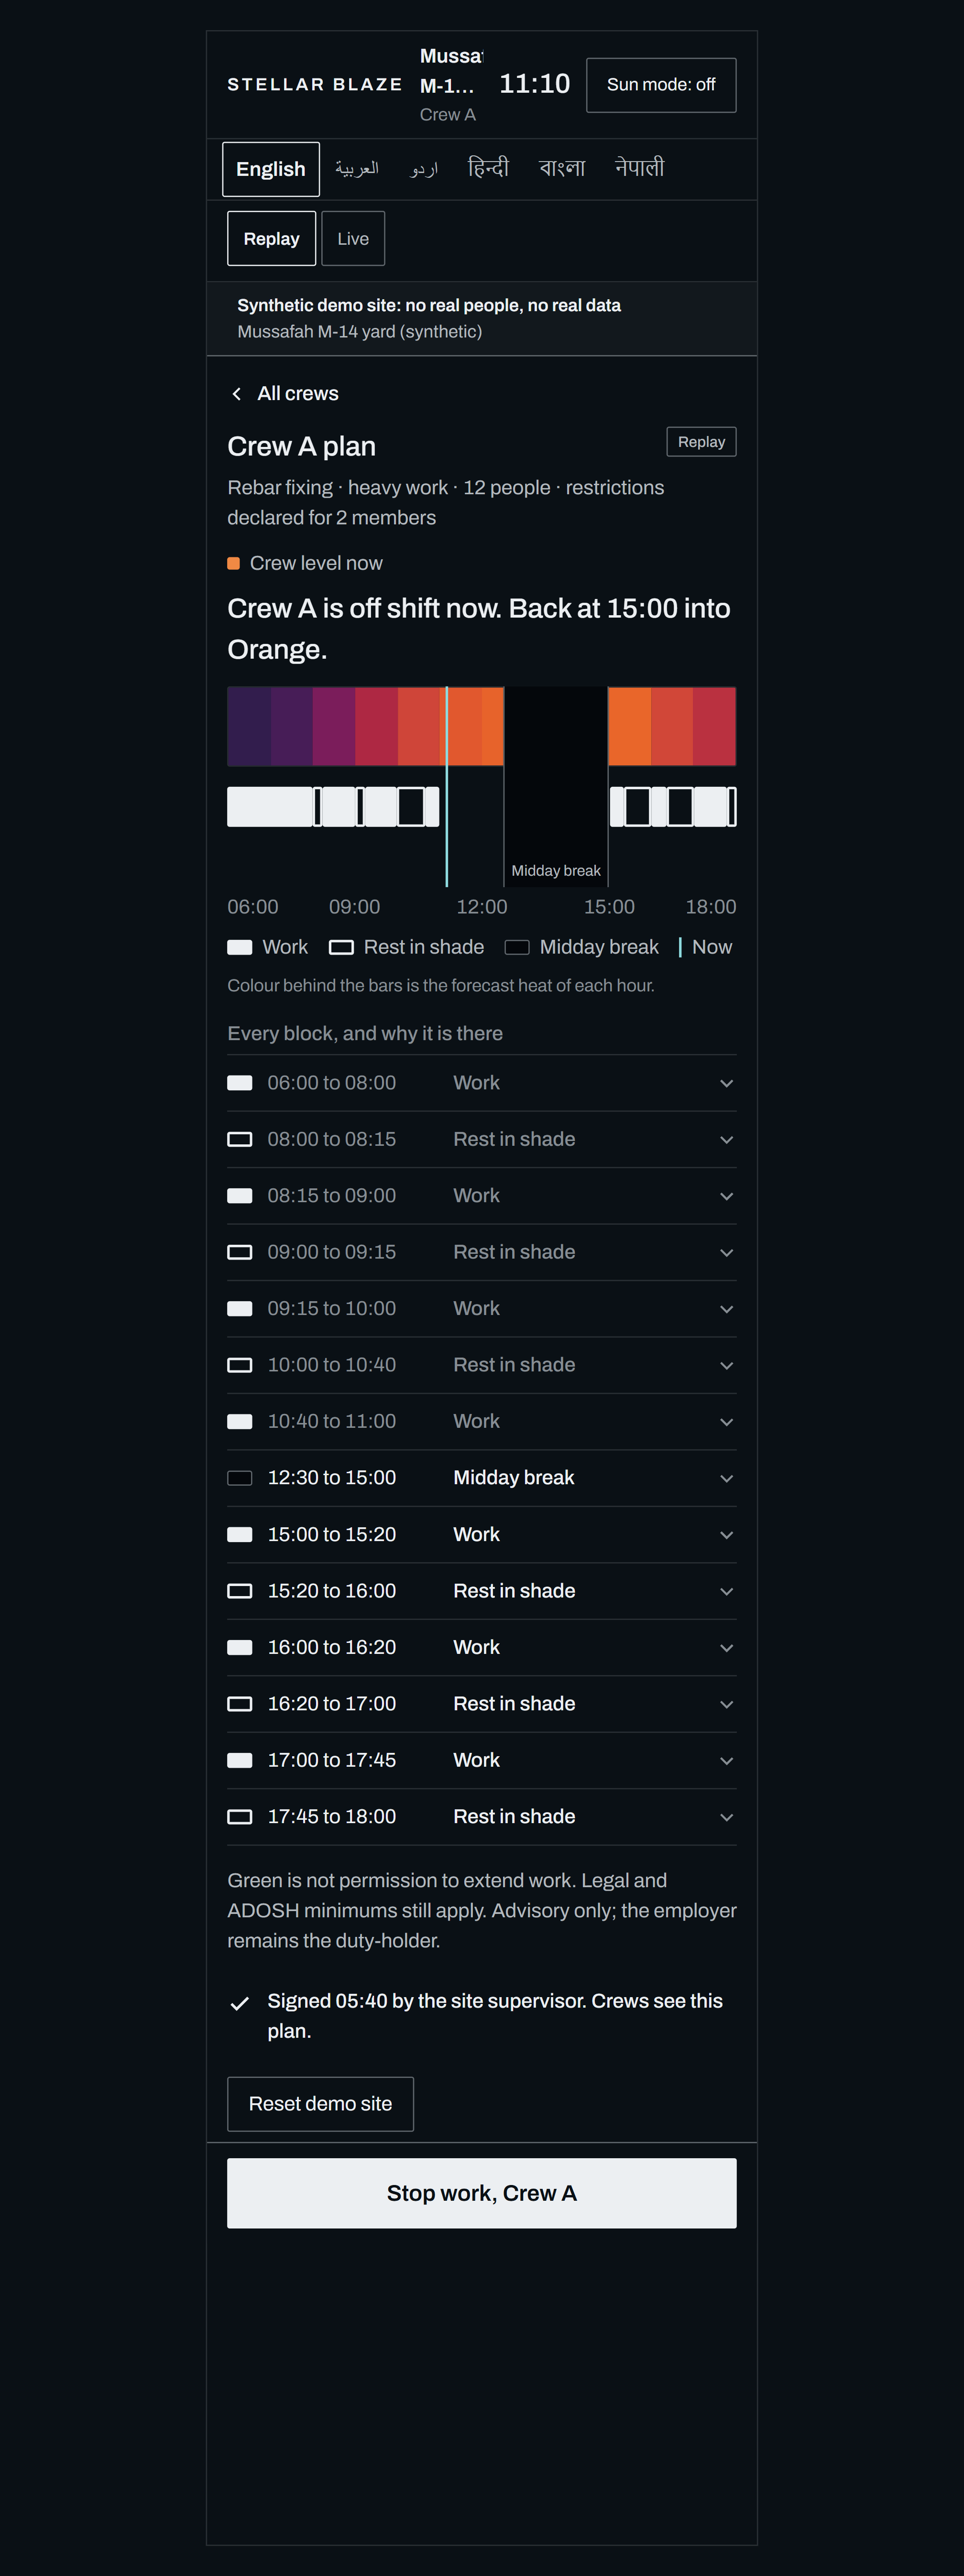 STELLAR BLAZE
Mussa
M-1...
Crew A
11:10
Sun mode: off
English
العربية
اردو
हिन्दी
বাংলা
नेपाली
Replay
Live
Synthetic demo site: no real people, no real data
Mussafah M-14 yard (synthetic)
All crews
Crew A plan
Replay
Rebar fixing · heavy work · 12 people · restrictions
declared for 2 members
Crew level now
Crew A is off shift now. Back at 15:00 into
Orange.
Midday break
06:00 09:00 12:00 15:00 18:00
Work Rest in shade Midday break Now
Colour behind the bars is the forecast heat of each hour.
Every block, and why it is there
06:00 to 08:00 Work
08:00 to 08:15 Rest in shade
08:15 to 09:00 Work
09:00 to 09:15 Rest in shade
09:15 to 10:00 Work
10:00 to 10:40 Rest in shade
10:40 to 11:00 Work
12:30 to 15:00 Midday break
15:00 to 15:20 Work
15:20 to 16:00 Rest in shade
16:00 to 16:20 Work
16:20 to 17:00 Rest in shade
17:00 to 17:45 Work
17:45 to 18:00 Rest in shade
Green is not permission to extend work. Legal and
ADOSH minimums still apply. Advisory only; the employer
remains the duty-holder.
Signed 05:40 by the site supervisor. Crews see this
plan.
Reset demo site
Stop work, Crew A